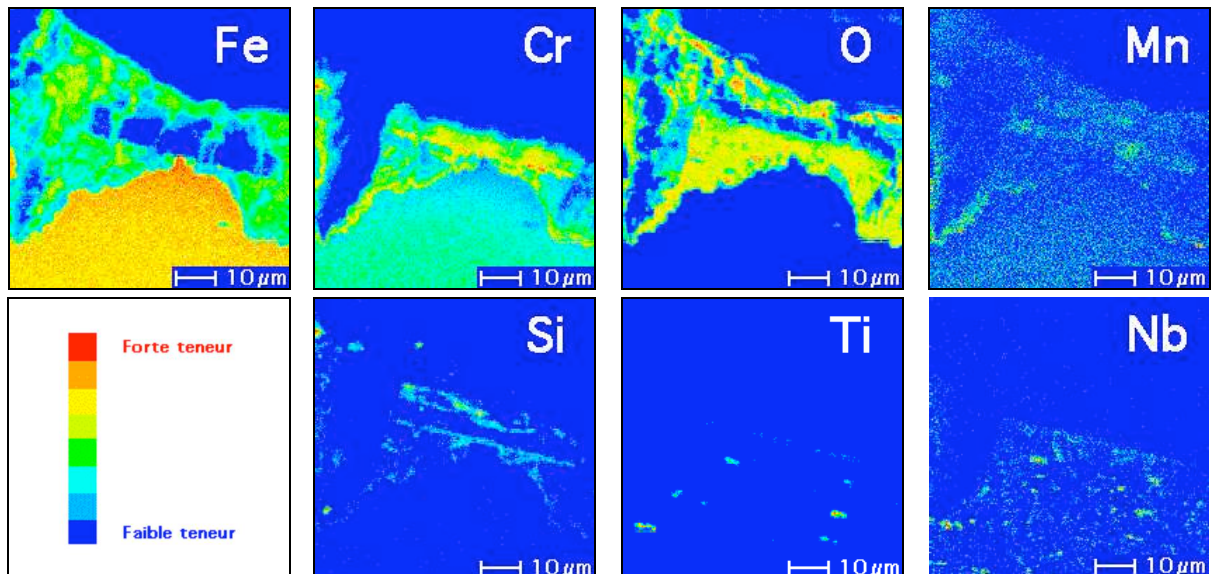 Fe
10 µm
Cr
10 µm
O
10 µm
Mn
10 µm
Forte teneur
Faible teneur
Si
10 µm
Ti
10 µm
Nb
10 µm